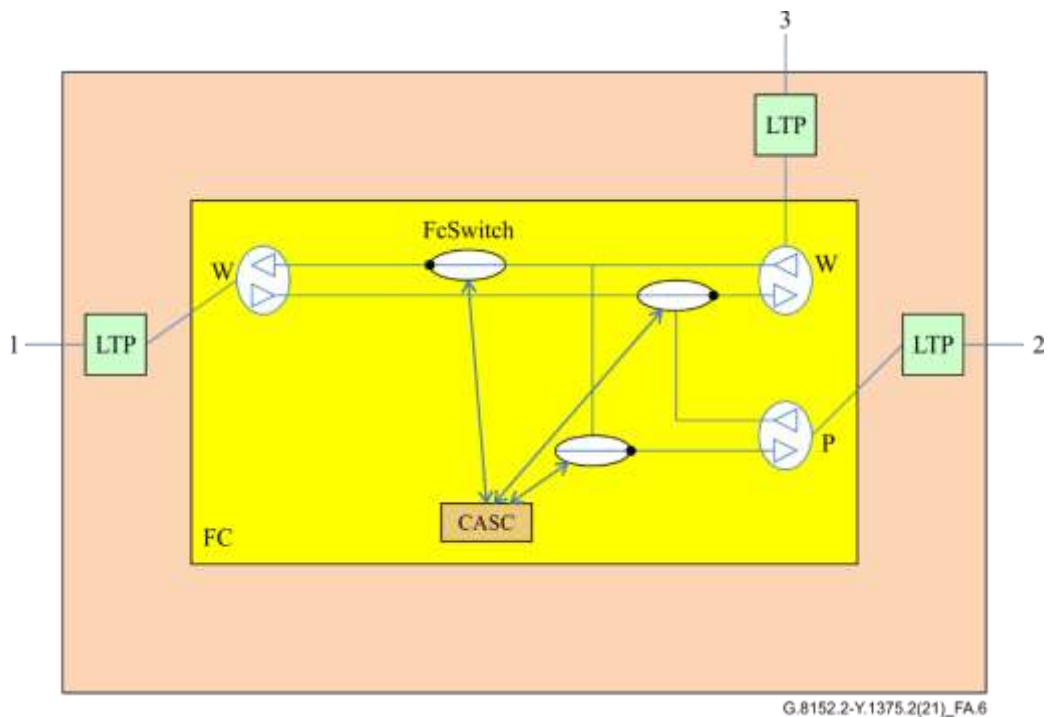 3
LTP
FcSwitch
W
W
1
LTP
LTP
2
P
CASC
FC
G.8152.2-Y.1375.2(21)_FA.6